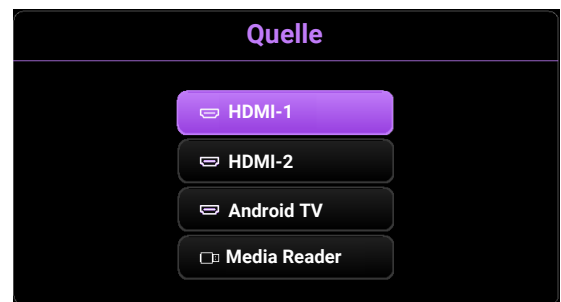 Quelle
HDMI-1
HDMI-2
Android TV
Media Reader